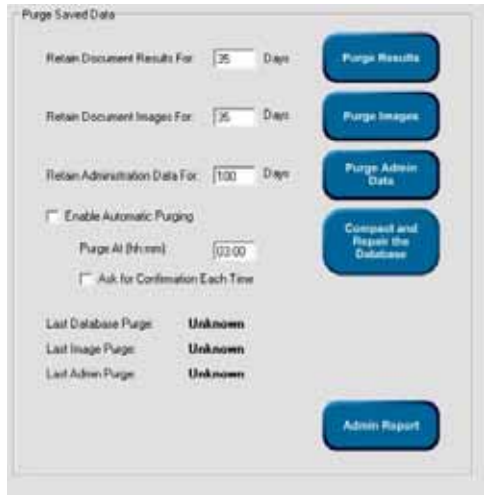 Purge Saved Data
Retain Document Results For: 35 Days
Purge Results
Retain Document Images For: 35 Days
Purge Images
Retain Administration Data For: 100 Days
Purge Admin
Data
Enable Automatic Purging
Purge At (hh:mm) 03:00
Ask for Confirmation Each Time
Compact and
Repair the
Database
Last Database Purge: Unknown
Last Image Purge: Unknown
Last Admin Purge: Unknown
Admin Report